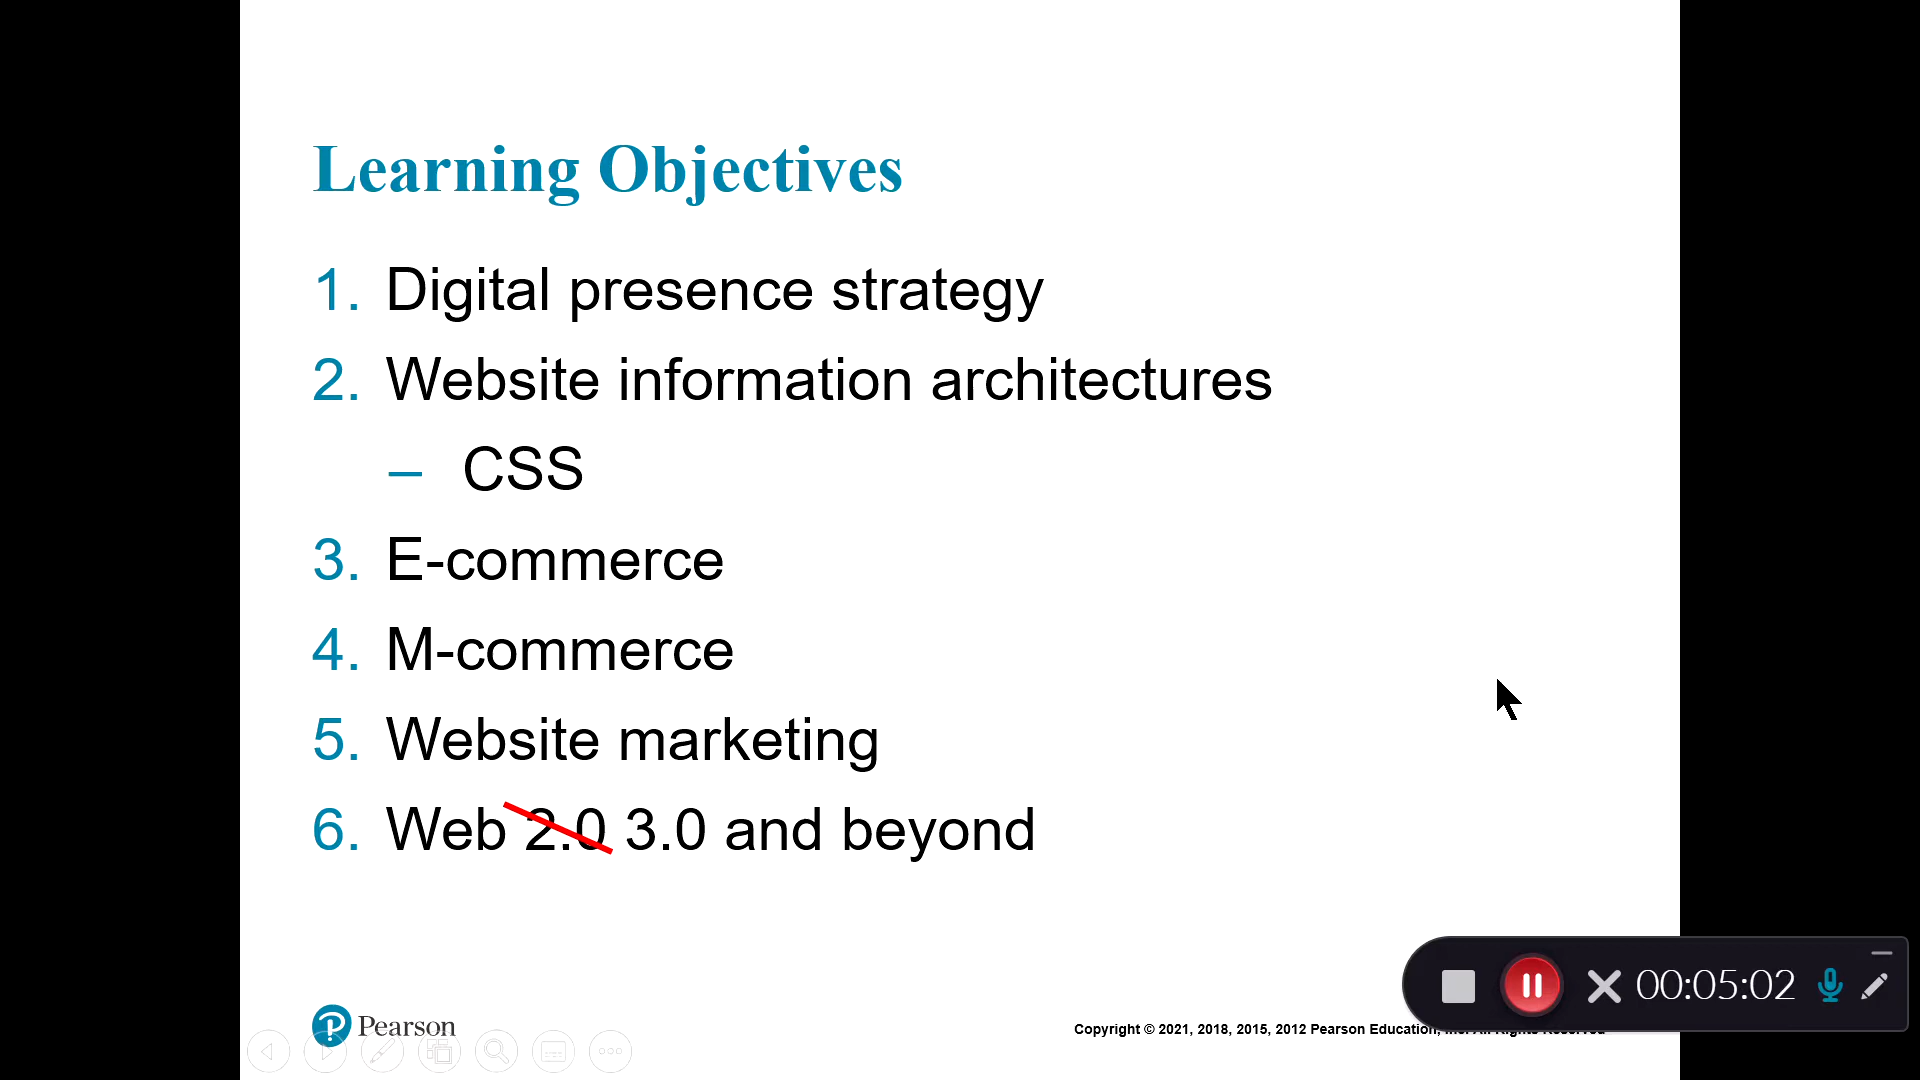 Learning Objectives
1. Digital presence strategy
2. Website information architectures
– CSS
3. E-commerce
4. M-commerce
5. Website marketing
6. Web 2.0 3.0 and beyond
00:05:02
Pearson
Copyright © 2021, 2018, 2015, 2012 Pearson Education, Inc. All Rights Reserved